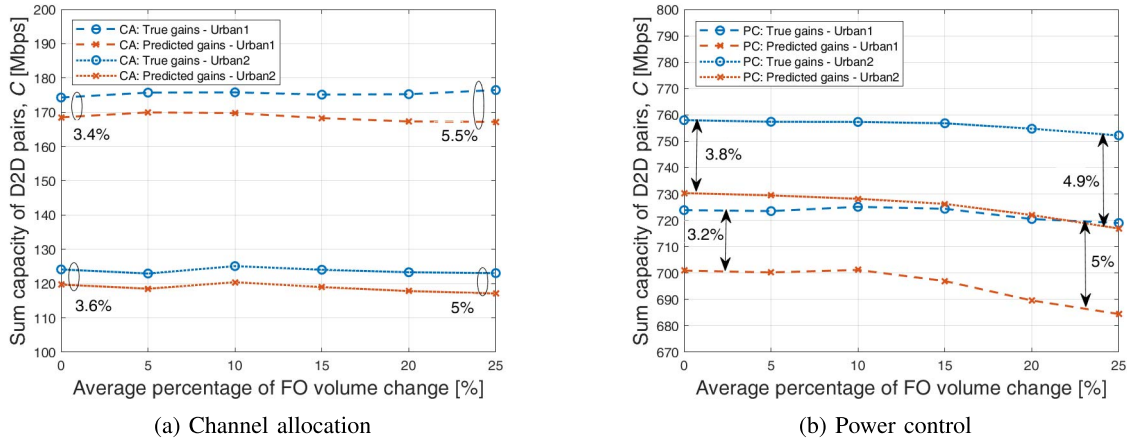 Sum capacity of D2D pairs, C [Mbps]
200
190
180
170
160
150
140
130
120
110
100
CA: True gains - Urban1
CA: Predicted gains - Urban1
CA: True gains - Urban2
CA: Predicted gains - Urban2
3.4%
5.5%
3.6%
5%
0 5 10 15 20 25
Average percentage of FO volume change [%]
(a) Channel allocation
Sum capacity of D2D pairs, C [Mbps]
800
790
780
770
760
750
740
730
720
710
700
690
680
670
PC: True gains - Urban1
PC: Predicted gains - Urban1
PC: True gains - Urban2
PC: Predicted gains - Urban2
3.8%
4.9%
3.2%
5%
0 5 10 15 20 25
Average percentage of FO volume change [%]
(b) Power control